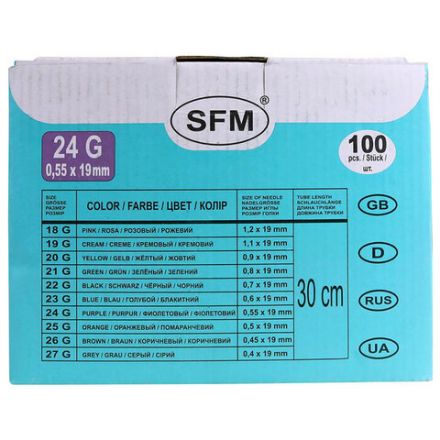 SFM®
24 G
0,55 x 19mm
100
pcs. / Stück /
шт.
SIZE
GRÖSSE
РАЗМЕР
РОЗМІР
COLOR / FARBE / ЦВЕТ / КОЛІР
SIZE OF NEEDLE
NADELGRÖSSE
РАЗМЕР ИГЛЫ
РОЗМІР ГОЛКИ
TUBE LENGTH
SCHLAUCHLÄNGE
ДЛИНА ТРУБКИ
ДОВЖИНА ТРУБКИ
18 G PINK / ROSA / РОЗОВЫЙ / РОЖЕВИЙ 1,2 x 19 mm
19 G CREAM / CREME / КРЕМОВЫЙ / КРЕМОВИЙ 1,1 x 19 mm
20 G YELLOW / GELB / ЖЁЛТЫЙ / ЖОВТИЙ 0,9 x 19 mm
21 G GREEN / GRÜN / ЗЕЛЁНЫЙ / ЗЕЛЕНИЙ 0,8 x 19 mm
22 G BLACK / SCHWARZ / ЧЁРНЫЙ / ЧОРНИЙ 0,7 x 19 mm
23 G BLUE / BLAU / ГОЛУБОЙ / БЛАКИТНИЙ 0,6 x 19 mm
24 G PURPLE / PURPUR / ФИОЛЕТОВЫЙ / ФІОЛЕТОВИЙ 0,55 x 19 mm
25 G ORANGE / ОРАНЖЕВЫЙ / ПОМАРАНЧЕВИЙ 0,5 x 19 mm
26 G BROWN / BRAUN / КОРИЧНЕВЫЙ / КОРИЧНЕВИЙ 0,45 x 19 mm
27 G GREY / GRAU / СЕРЫЙ / СІРИЙ 0,4 x 19 mm
30 cm
GB
D
RUS
UA